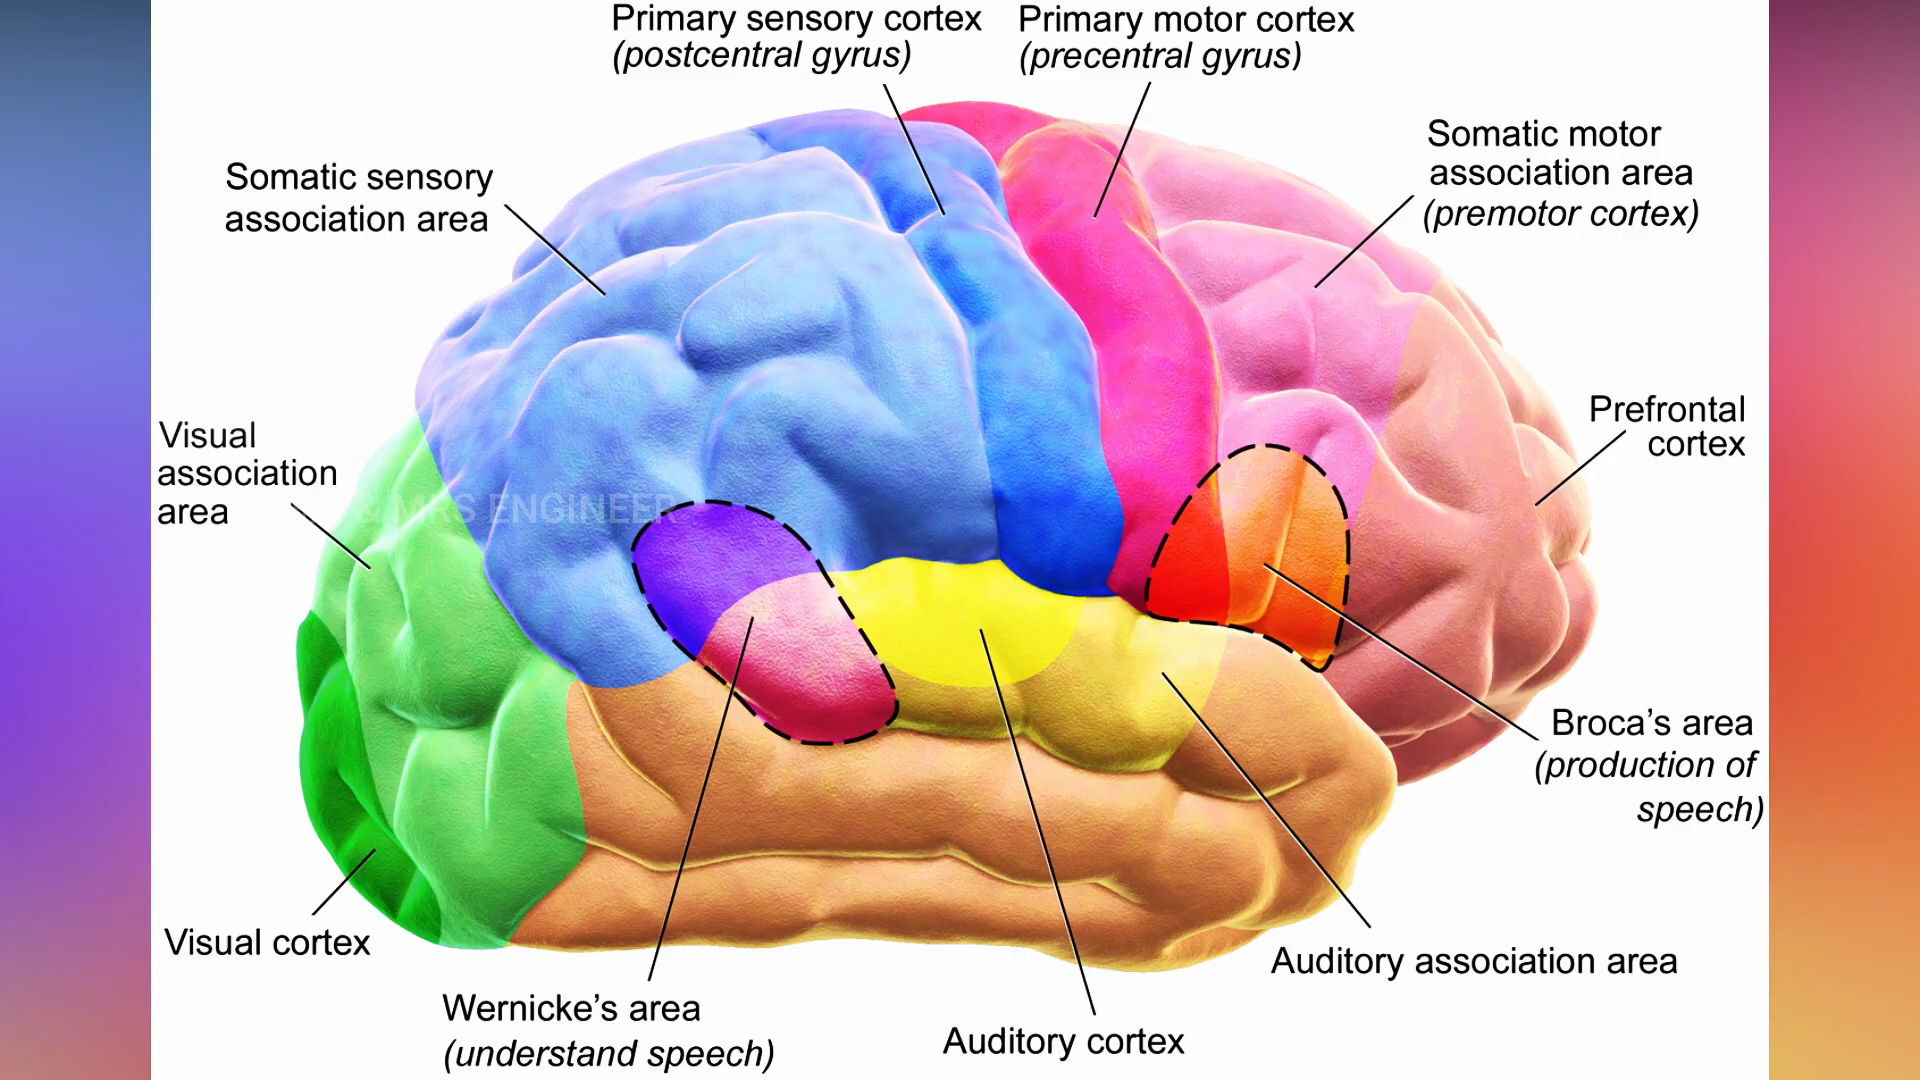 Primary sensory cortex
(postcentral gyrus)
Primary motor cortex
(precentral gyrus)
Somatic motor
association area
(premotor cortex)
Somatic sensory
association area
Prefrontal
cortex
Visual
association
area
& MRS ENGINEER
Broca’s area
(production of
speech)
Visual cortex
Auditory association area
Wernicke’s area
(understand speech)
Auditory cortex